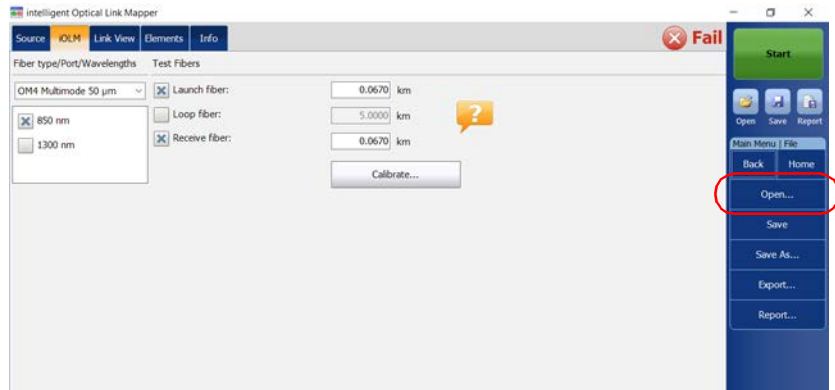 intelligent Optical Link Mapper
Source iOLM Link View Elements Info
Fail
Start
Fiber type/Port/Wavelengths Test Fibers
OM4 Multimode 50 µm
Launch fiber: 0.0670 km
850 nm
Loop fiber: 5.0000 km
1300 nm
Receive fiber: 0.0670 km
?
Calibrate...
Open Save Report
Main Menu | File
Back Home
Open...
Save
Save As...
Export...
Report...